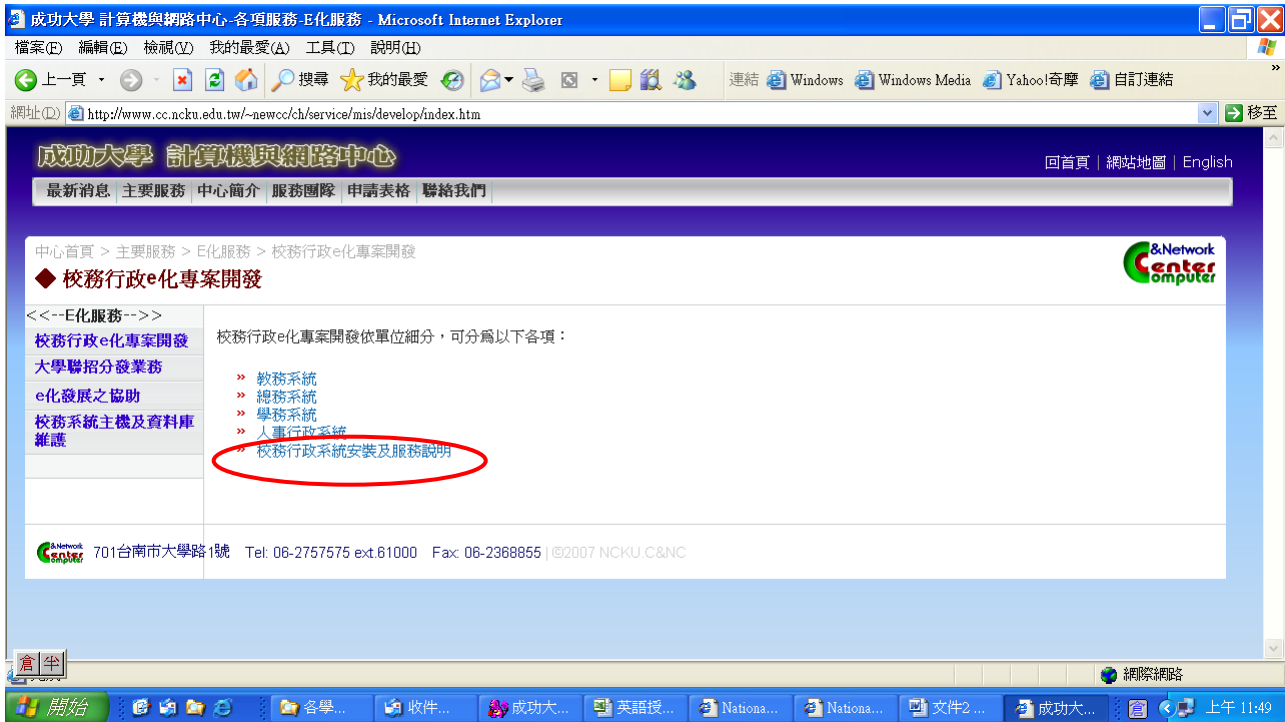 成功大學 計算機與網路中心-各項服務-E化服務 - Microsoft Internet Explorer
檔案(F) 編輯(E) 檢視(V) 我的最愛(A) 工具(T) 說明(H)
上一頁 搜尋 我的最愛 連結 Windows Windows Media Yahoo!奇摩 自訂連結 »
網址(D) http://www.cc.ncku.edu.tw/~newcc/ch/service/mis/develop/index.htm 移至
成功大學 計算機與網路中心
回首頁 | 網站地圖 | English
最新消息 主要服務 中心簡介 服務團隊 申請表格 聯絡我們
中心首頁 > 主要服務 > E化服務 > 校務行政e化專案開發
◆ 校務行政e化專案開發
&Network
Center
Computer
<<--E化服務-->>
校務行政e化專案開發
大學聯招分發業務
e化發展之協助
校務系統主機及資料庫
維護
校務行政e化專案開發依單位細分，可分為以下各項：
» 教務系統
» 總務系統
» 學務系統
» 人事行政系統
» 校務行政系統安裝及服務說明
&Network
Center
Computer
701台南市大學路1號 Tel: 06-2757575 ext.61000 Fax: 06-2368855 | ©2007 NCKU C&NC
倉 半
網際網路
開始 各學... 收件... 成功大... 英語授... Nationa... Nationa... 文件2 ... 成功大... 倉 上午 11:49